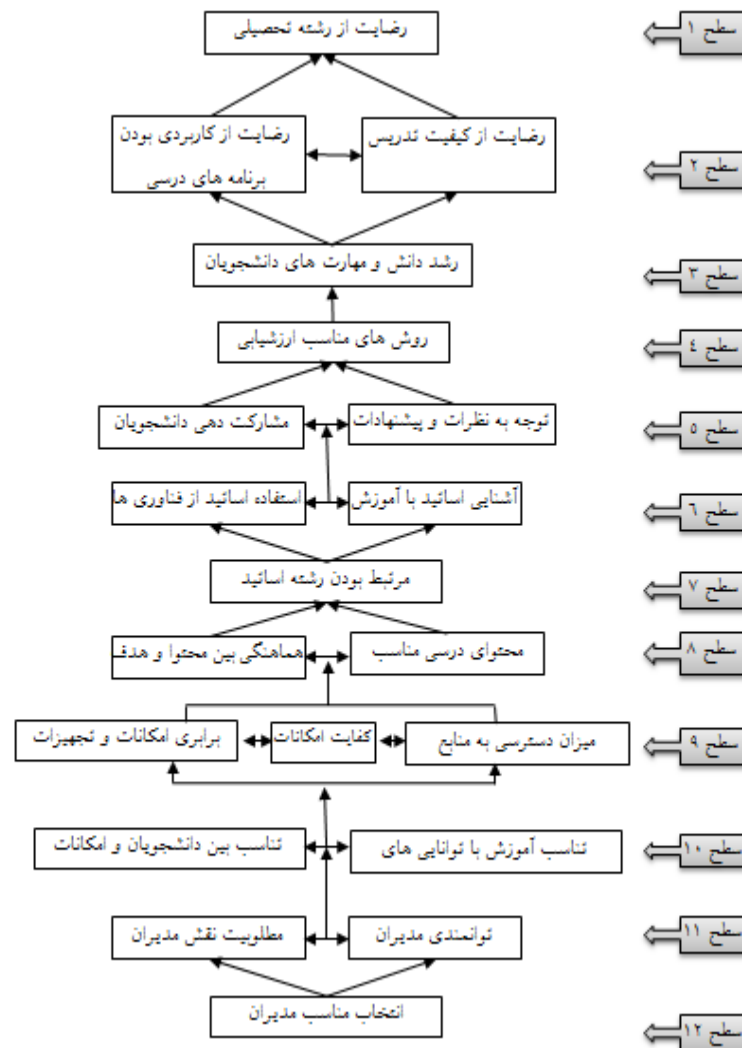 رضایت از رشته تحصیلی
سطح ۱
رضایت از کیفیت تدریس
رضایت از کاربردی بودن
برنامه های درسی
سطح ۲
رشد دانش و مهارت های دانشجویان
سطح ۳
روش های مناسب ارزشیابی
سطح ٤
توجه به نظرات و پیشنهادات
مشارکت دهی دانشجویان
سطح ٥
آشنایی اساتید با آموزش
استفاده اساتید از فناوری ها
سطح ٦
مرتبط بودن رشته اساتید
سطح ۷
محتوای درسی مناسب
هماهنگی بین محتوا و هدف
سطح ۸
میزان دسترسی به منابع
کفایت امکانات
برابری امکانات و تجهیزات
سطح ۹
تناسب آموزش با توانایی های
تناسب بین دانشجویان و امکانات
سطح ۱۰
توانمندی مدیران
مطلوبیت نقش مدیران
سطح ۱۱
انتخاب مناسب مدیران
سطح ۱۲